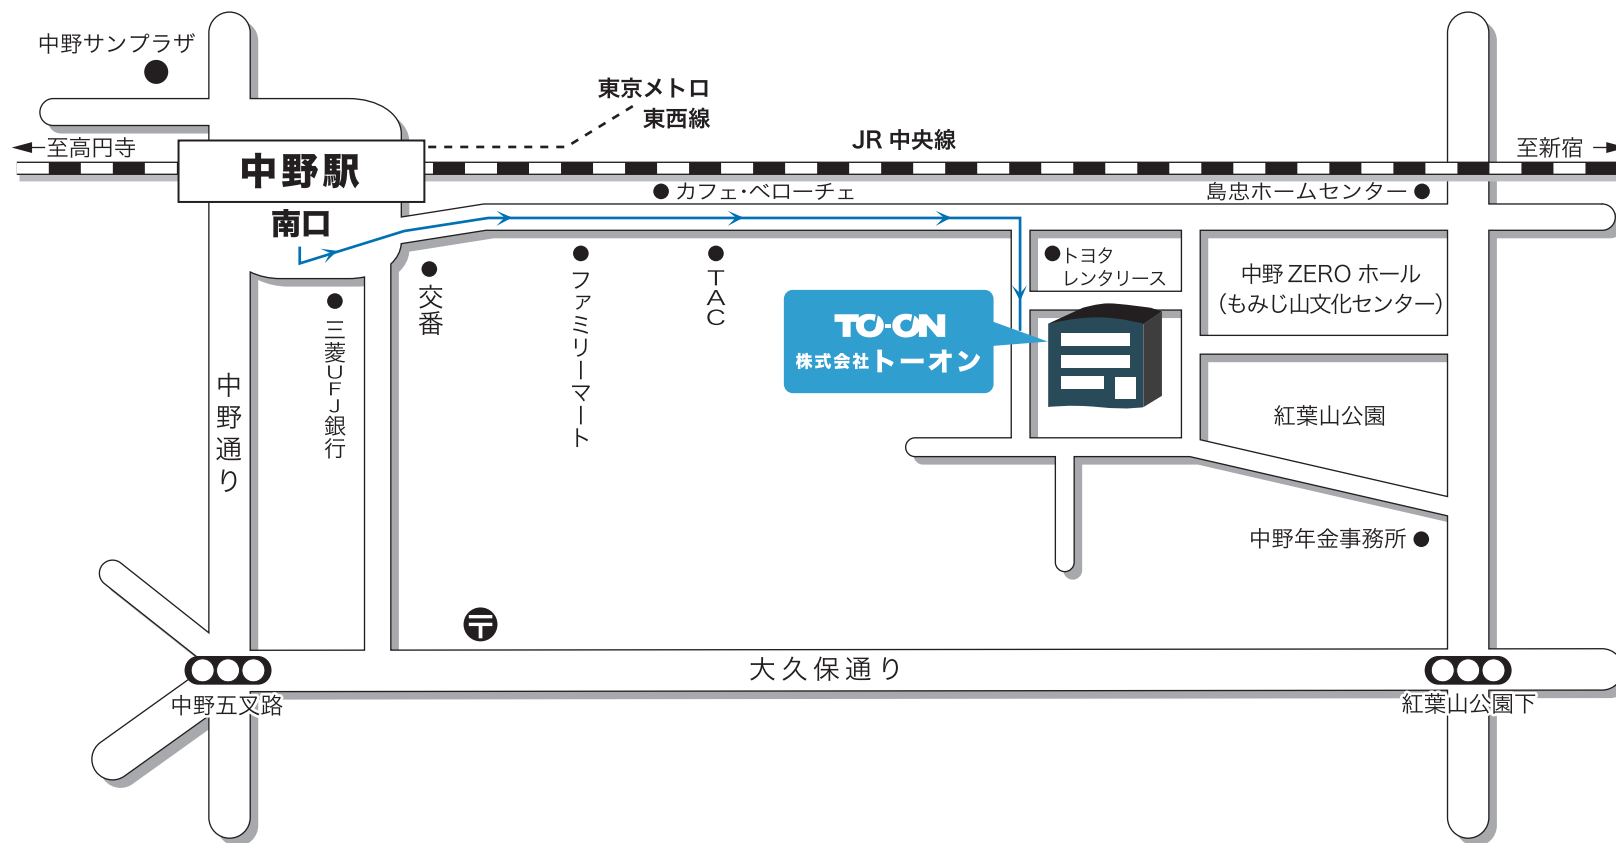 中野サンプラザ
東京メトロ
東西線
JR 中央線
至高円寺
至新宿
中野駅
南口
カフェ・ベローチェ
島忠ホームセンター
交番
ファミリーマート
TAC
トヨタ
レンタリース
中野 ZERO ホール
(もみじ山文化センター)
三菱UFJ銀行
TO-ON
株式会社トーオン
中野通り
紅葉山公園
中野年金事務所
〒
大久保通り
中野五叉路
紅葉山公園下